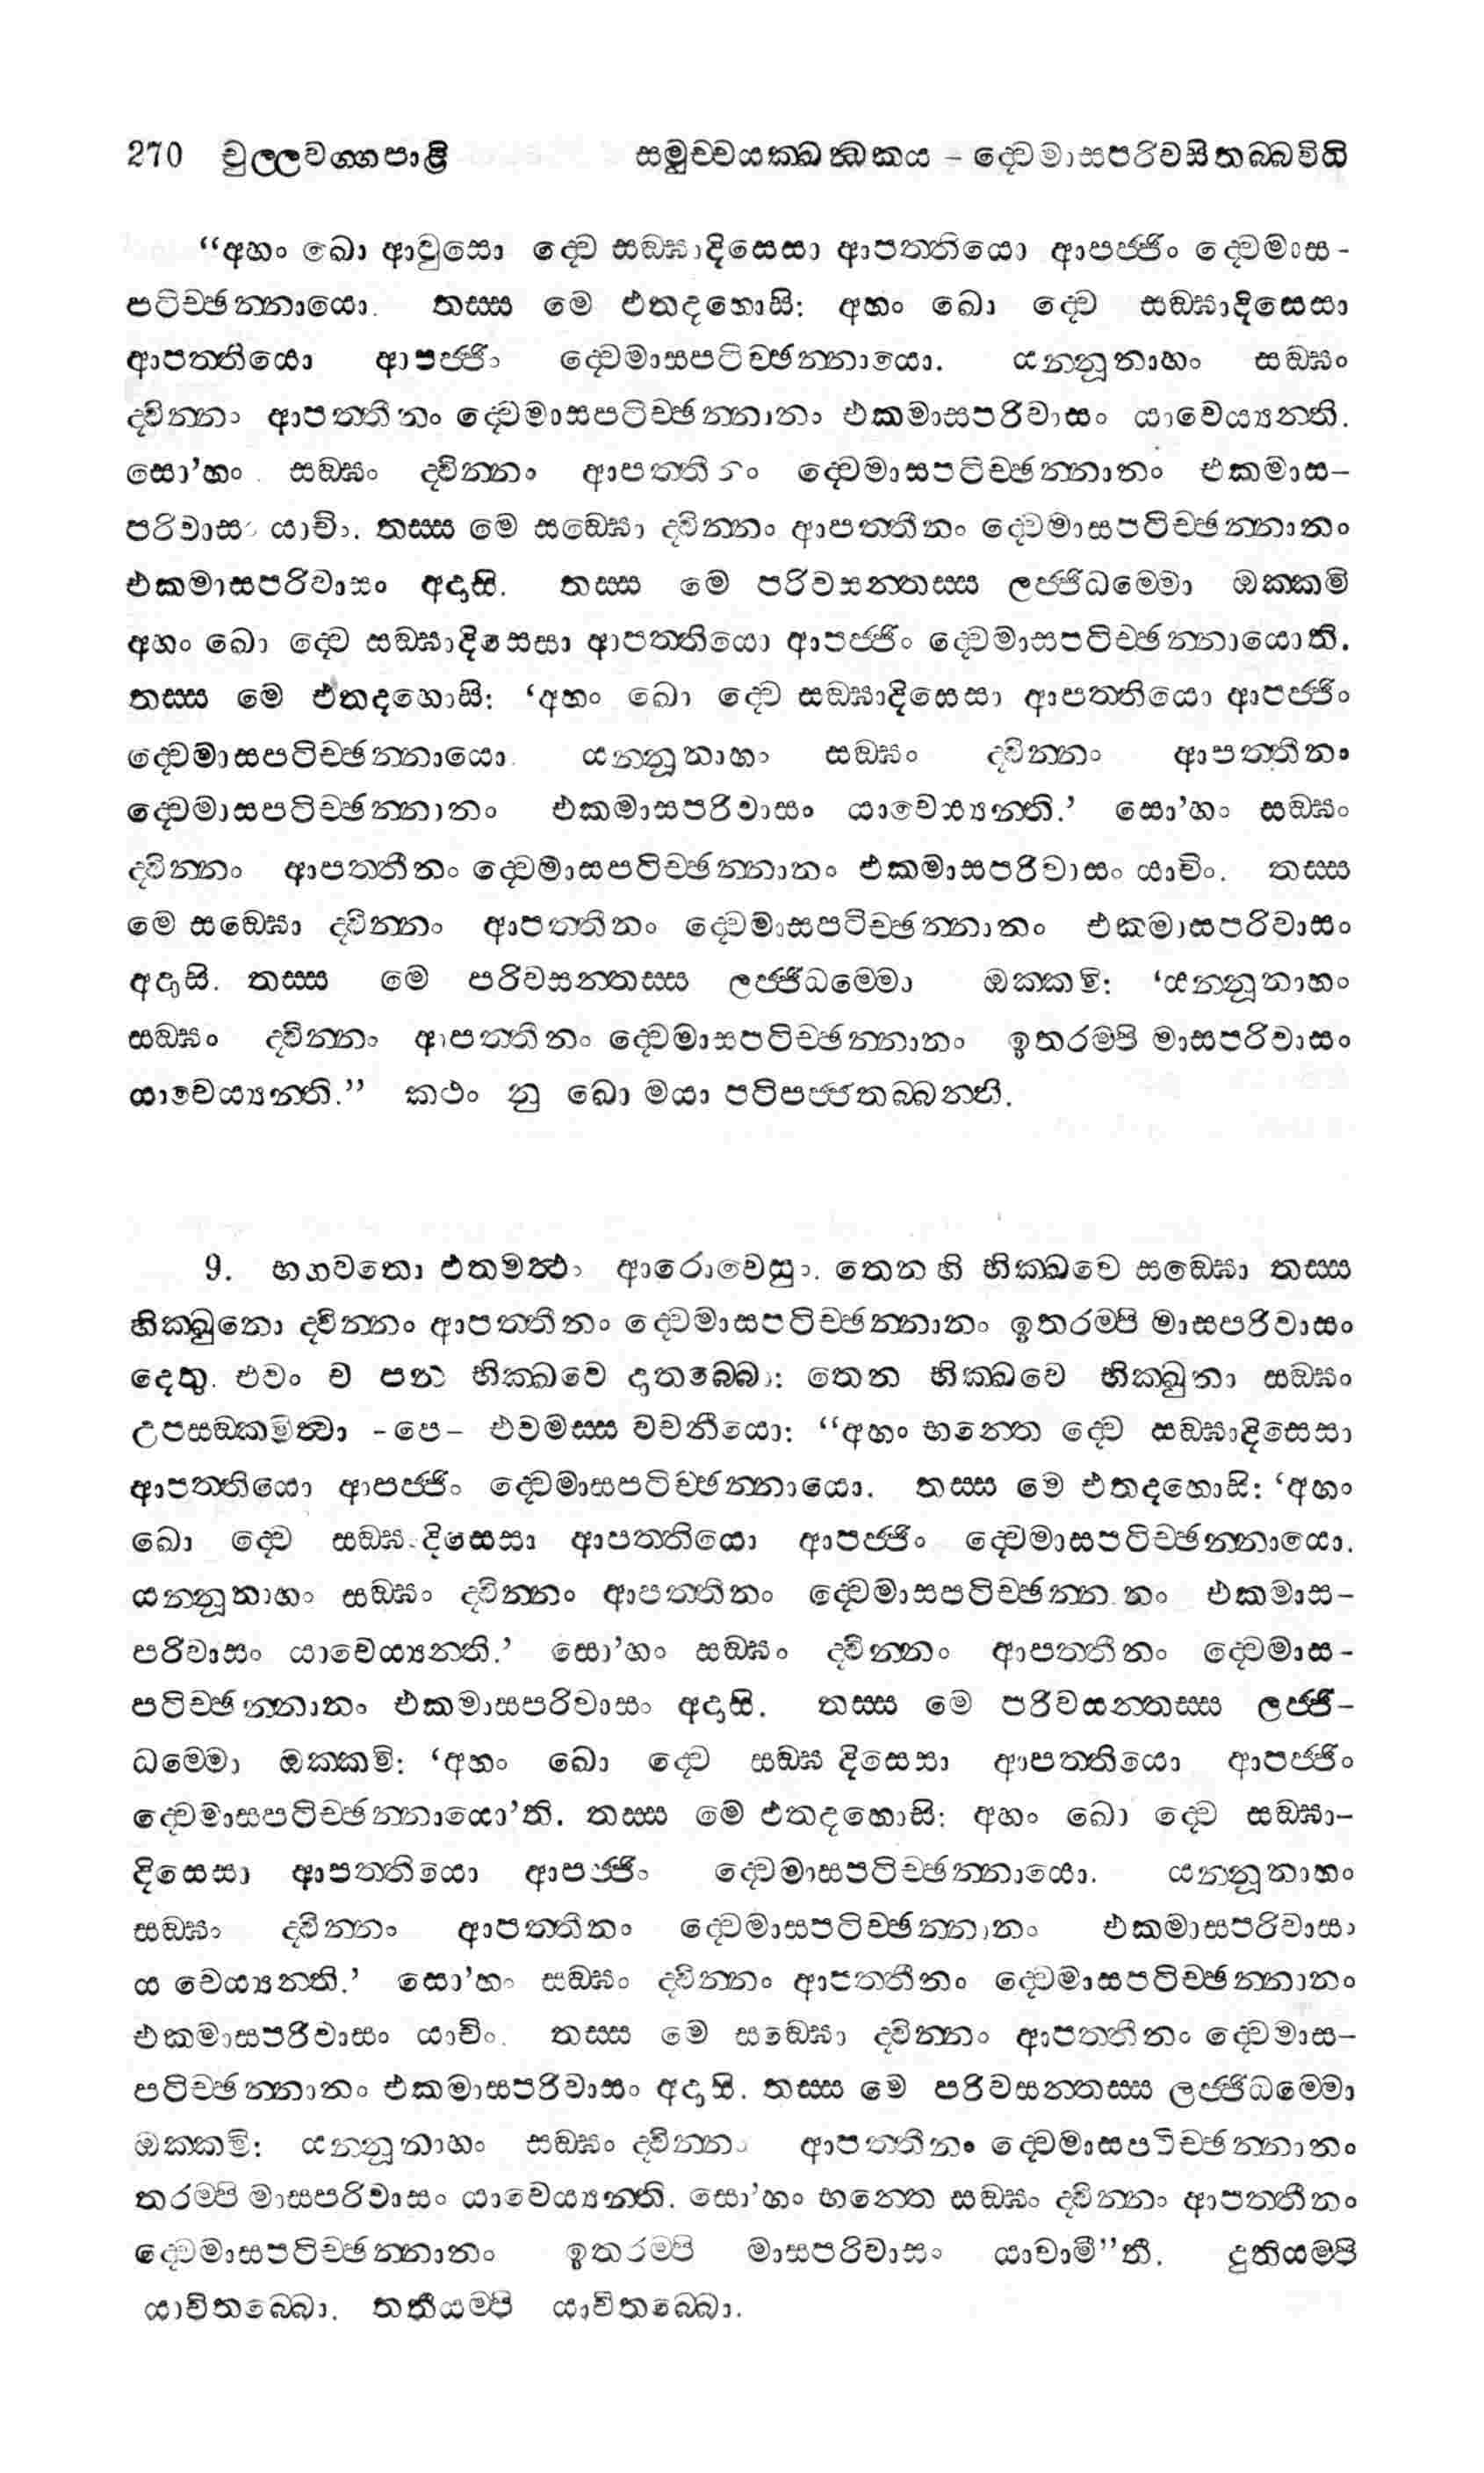 270 චුල්ලවග්ගපාළි සමුච්චයක්ඛන්ධකය - ද්වෙමාසපරිවසිතබ්බවිධි
“අහං ඛො ආවුසො ද්වෙ සඞ්ඝාදිසෙසා ආපත්තියො ආපජ්ජිං ද්වෙමාස-
පටිච්ඡන්නායො. තස්ස මෙ එතදහොසි: අහං ඛො ද්වෙ සඞ්ඝාදිසෙසා
ආපත්තියො ආපජ්ජිං ද්වෙමාසපටිච්ඡන්නායො. යන්නූනාහං සඞ්ඝං
ද්වින්නං ආපත්තීනං ද්වෙමාසපටිච්ඡන්නානං එකමාසපරිවාසං යාචෙය්‍යන්ති.
සො’හං සඞ්ඝං ද්වින්නං ආපත්තීනං ද්වෙමාසපටිච්ඡන්නානං එකමාස-
පරිවාසං යාචිං. තස්ස මෙ සඞ්ඝො ද්වින්නං ආපත්තීනං ද්වෙමාසපටිච්ඡන්නානං
එකමාසපරිවාසං අදාසි. තස්ස මෙ පරිවසන්තස්ස ලජ්ජිධම්මො ඔක්කමි
අහං ඛො ද්වෙ සඞ්ඝාදිසෙසා ආපත්තියො ආපජ්ජිං ද්වෙමාසපටිච්ඡන්නායොති.
තස්ස මෙ එතදහොසි: ‘අහං ඛො ද්වෙ සඞ්ඝාදිසෙසා ආපත්තියො ආපජ්ජිං
ද්වෙමාසපටිච්ඡන්නායො. යන්නූනාහං සඞ්ඝං ද්වින්නං ආපත්තීනං
ද්වෙමාසපටිච්ඡන්නානං එකමාසපරිවාසං යාචෙය්‍යන්ති.’ සො’හං සඞ්ඝං
ද්වින්නං ආපත්තීනං ද්වෙමාසපටිච්ඡන්නානං එකමාසපරිවාසං යාචිං. තස්ස
මෙ සඞ්ඝො ද්වින්නං ආපත්තීනං ද්වෙමාසපටිච්ඡන්නානං එකමාසපරිවාසං
අදාසි. තස්ස මෙ පරිවසන්තස්ස ලජ්ජිධම්මො ඔක්කමි: ‘යන්නූනාහං
සඞ්ඝං ද්වින්නං ආපත්තීනං ද්වෙමාසපටිච්ඡන්නානං ඉතරම්පි මාසපරිවාසං
යාචෙය්‍යන්ති.” කථං නු ඛො මයා පටිපජ්ජිතබ්බන්ති.
9. භගවතො එතමත්ථං ආරොචෙසුං. තෙන හි භික්ඛවෙ සඞ්ඝො තස්ස
භික්ඛුනො ද්වින්නං ආපත්තීනං ද්වෙමාසපටිච්ඡන්නානං ඉතරම්පි මාසපරිවාසං
දෙතු. එවං ච පන භික්ඛවෙ දාතබ්බො: තෙන භික්ඛවෙ භික්ඛුනා සඞ්ඝං
උපසඞ්කමිත්වා -පෙ- එවමස්ස වචනීයො: “අහං භන්තෙ ද්වෙ සඞ්ඝාදිසෙසා
ආපත්තියො ආපජ්ජිං ද්වෙමාසපටිච්ඡන්නායො. තස්ස මෙ එතදහොසි: ‘අහං
ඛො ද්වෙ සඞ්ඝාදිසෙසා ආපත්තියො ආපජ්ජිං ද්වෙමාසපටිච්ඡන්නායො.
යන්නූනාහං සඞ්ඝං ද්වින්නං ආපත්තීනං ද්වෙමාසපටිච්ඡන්නානං එකමාස-
පරිවාසං යාචෙය්‍යන්ති.’ සො’හං සඞ්ඝං ද්වින්නං ආපත්තීනං ද්වෙමාස-
පටිච්ඡන්නානං එකමාසපරිවාසං අදාසි. තස්ස මෙ පරිවසන්තස්ස ලජ්ජි-
ධම්මො ඔක්කමි: ‘අහං ඛො ද්වෙ සඞ්ඝාදිසෙසා ආපත්තියො ආපජ්ජිං
ද්වෙමාසපටිච්ඡන්නායො’ති. තස්ස මෙ එතදහොසි: අහං ඛො ද්වෙ සඞ්ඝා-
දිසෙසා ආපත්තියො ආපජ්ජිං ද්වෙමාසපටිච්ඡන්නායො. යන්නූනාහං
සඞ්ඝං ද්වින්නං ආපත්තීනං ද්වෙමාසපටිච්ඡන්නානං එකමාසපරිවාසං
යාචෙය්‍යන්ති.’ සො’හං සඞ්ඝං ද්වින්නං ආපත්තීනං ද්වෙමාසපටිච්ඡන්නානං
එකමාසපරිවාසං යාචිං. තස්ස මෙ සඞ්ඝො ද්වින්නං ආපත්තීනං ද්වෙමාස-
පටිච්ඡන්නානං එකමාසපරිවාසං අදාසි. තස්ස මෙ පරිවසන්තස්ස ලජ්ජිධම්මො
ඔක්කමි: යන්නූනාහං සඞ්ඝං ද්වින්නං ආපත්තීනං ද්වෙමාසපටිච්ඡන්නානං
තරම්පි මාසපරිවාසං යාචෙය්‍යන්ති. සො’හං භන්තෙ සඞ්ඝං ද්වින්නං ආපත්තීනං
ද්වෙමාසපටිච්ඡන්නානං ඉතරම්පි මාසපරිවාසං යාචාමී”ති. දුතියම්පි
යාචිතබ්බො. තතීයම්පි යාචිතබ්බො.